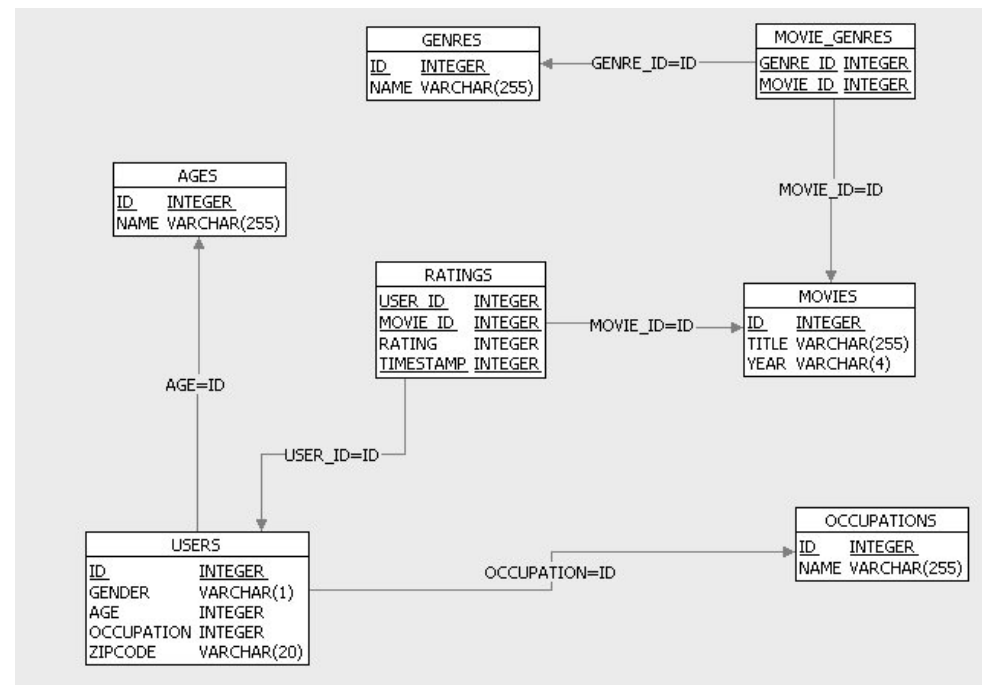 GENRES
ID INTEGER
NAME VARCHAR(255)
GENRE_ID=ID
MOVIE_GENRES
GENRE_ID INTEGER
MOVIE_ID INTEGER
MOVIE_ID=ID
AGES
ID INTEGER
NAME VARCHAR(255)
RATINGS
USER_ID INTEGER
MOVIE_ID INTEGER
RATING INTEGER
TIMESTAMP INTEGER
MOVIE_ID=ID
MOVIES
ID INTEGER
TITLE VARCHAR(255)
YEAR VARCHAR(4)
AGE=ID
USER_ID=ID
USERS
ID INTEGER
GENDER VARCHAR(1)
AGE INTEGER
OCCUPATION INTEGER
ZIPCODE VARCHAR(20)
OCCUPATION=ID
OCCUPATIONS
ID INTEGER
NAME VARCHAR(255)